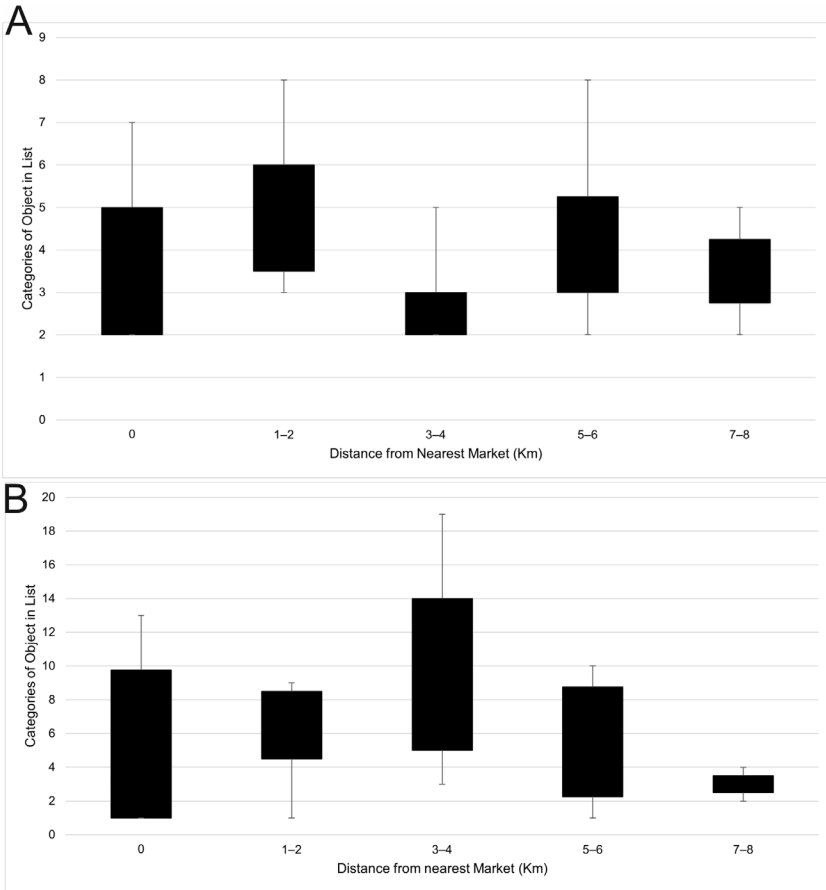 A
9
8
7
6
5
4
3
2
1
0
Categories of Object in List
0 1–2 3–4 5–6 7–8
Distance from Nearest Market (Km)
B
20
18
16
14
12
10
8
6
4
2
0
Categories of Object in List
0 1–2 3–4 5–6 7–8
Distance from nearest Market (Km)